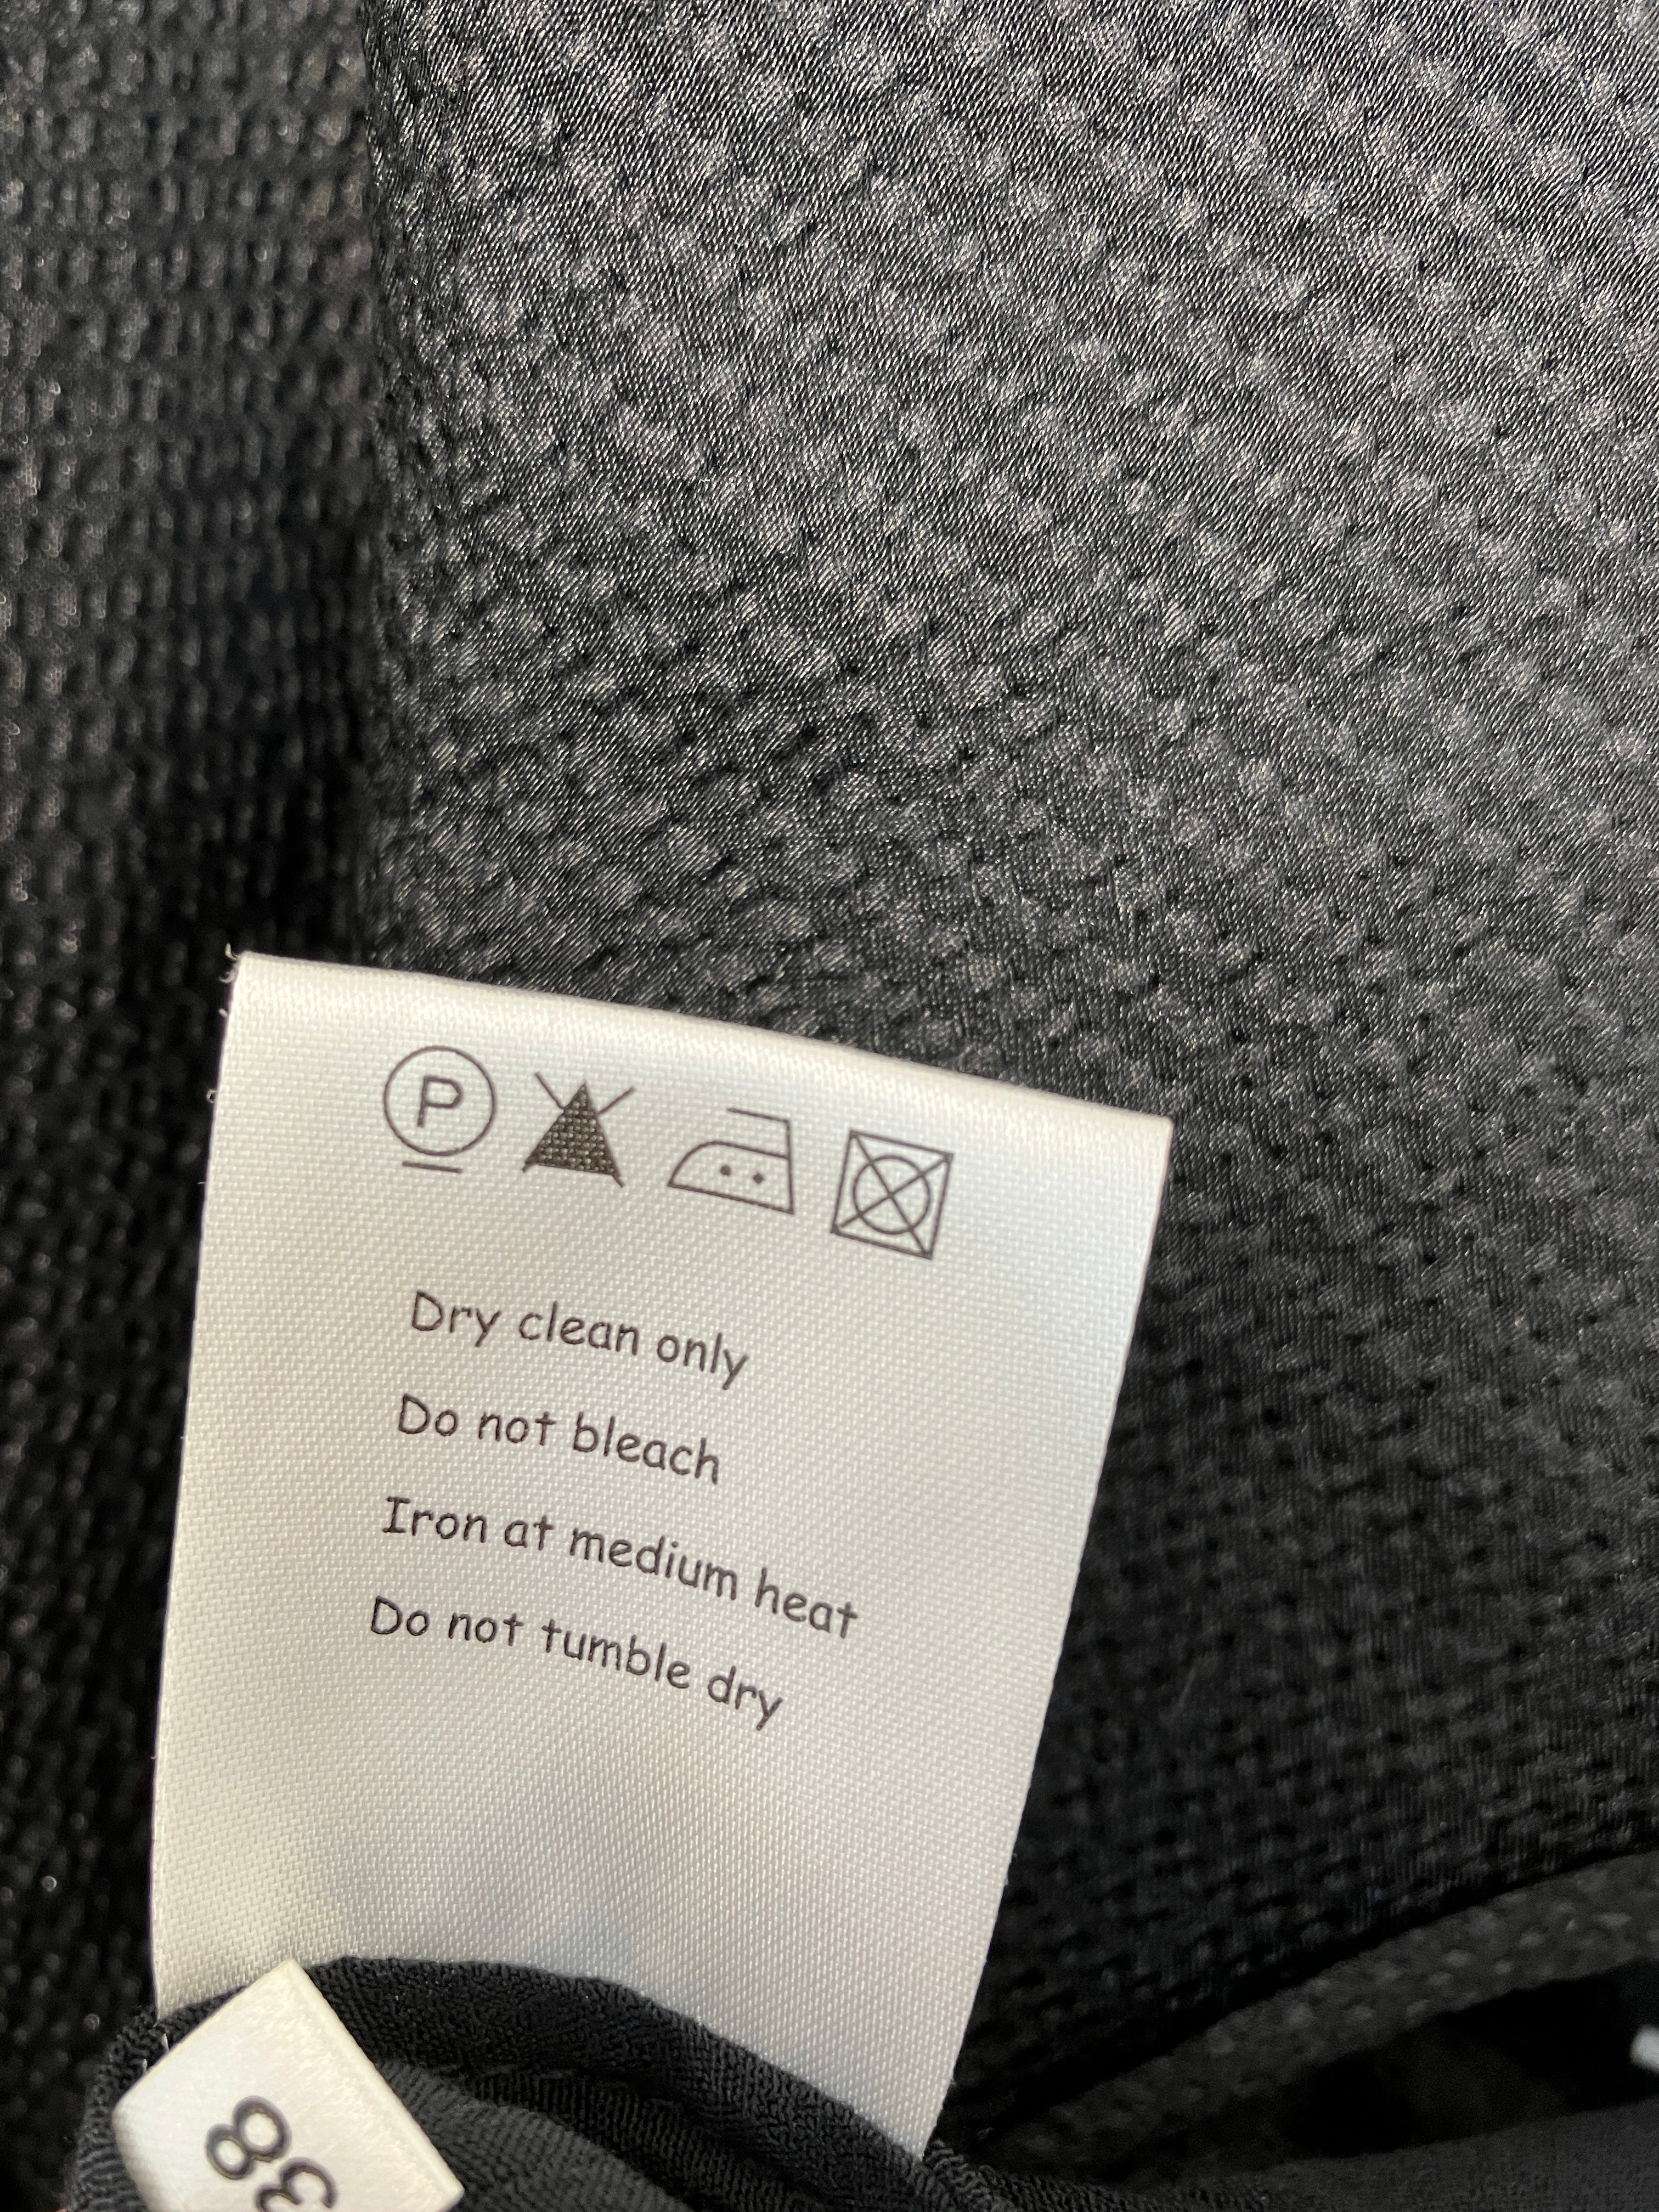 P
Dry clean only
Do not bleach
Iron at medium heat
Do not tumble dry
38